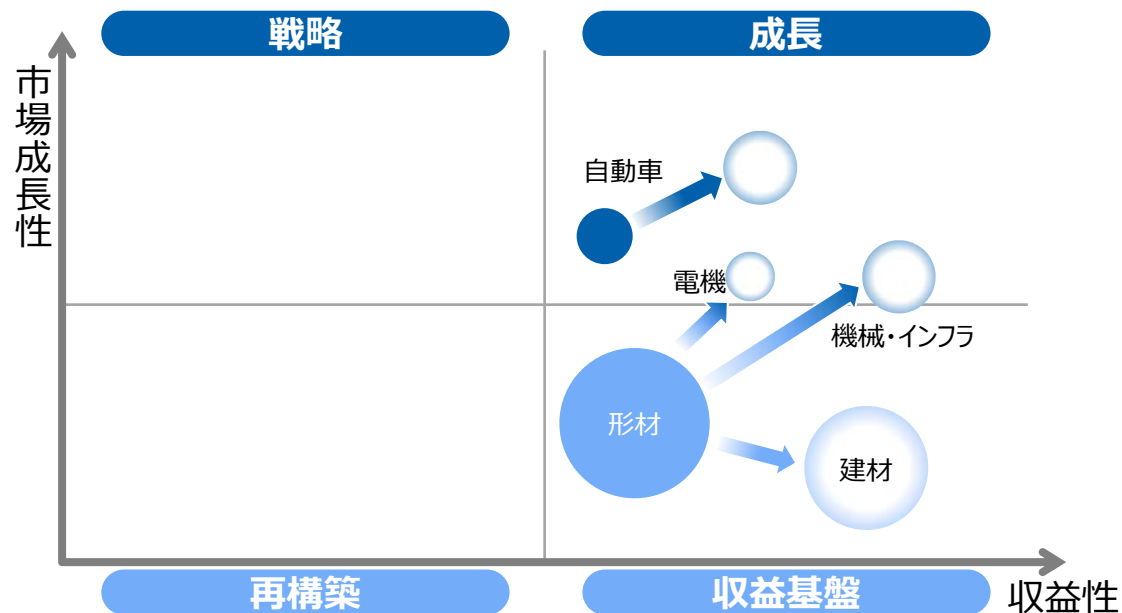 戦略
成長
市場成長性
自動車
電機
機械・インフラ
形材
建材
再構築
収益基盤
収益性